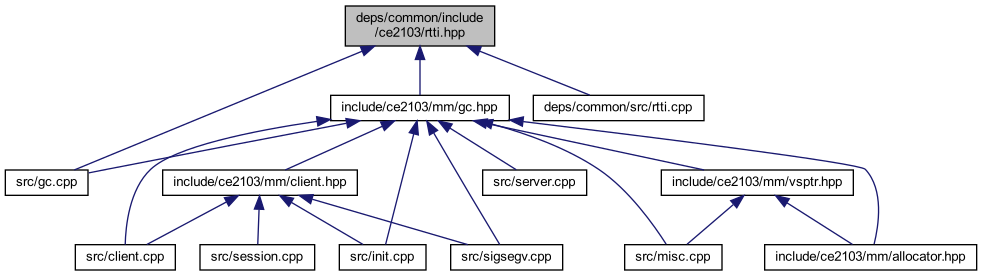 deps/common/include
/ce2103/rtti.hpp
include/ce2103/mm/gc.hpp
deps/common/src/rtti.cpp
src/gc.cpp
include/ce2103/mm/client.hpp
src/server.cpp
include/ce2103/mm/vsptr.hpp
src/client.cpp
src/session.cpp
src/init.cpp
src/sigsegv.cpp
src/misc.cpp
include/ce2103/mm/allocator.hpp